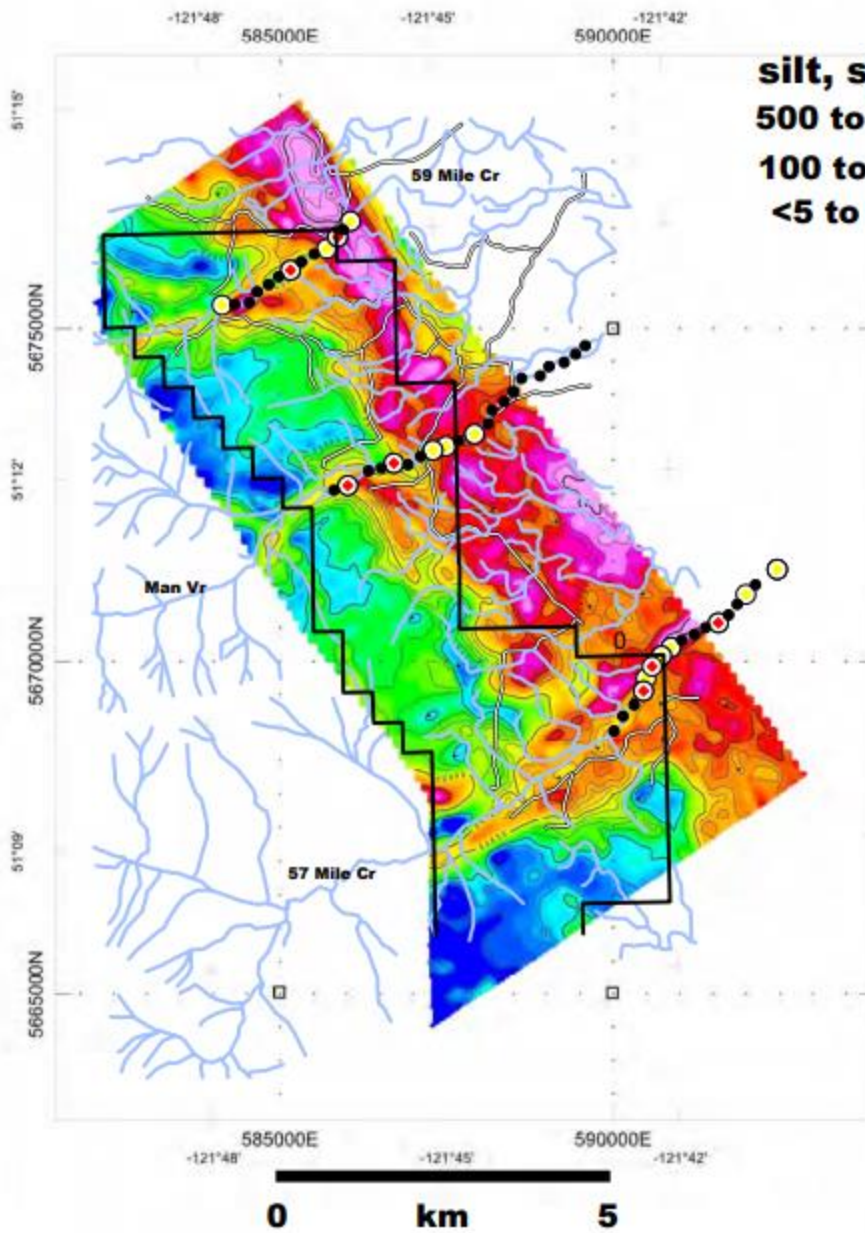 -121°48' -121°45' -121°42'
585000E 590000E
silt, s
500 to
100 to
<5 to
51°15'
59 Mile Cr
5675000N
51°12'
Man Vr
0
5670000N
51°09'
57 Mile Cr
5665000N
585000E 590000E
-121°48' -121°45' -121°42'
0 km 5